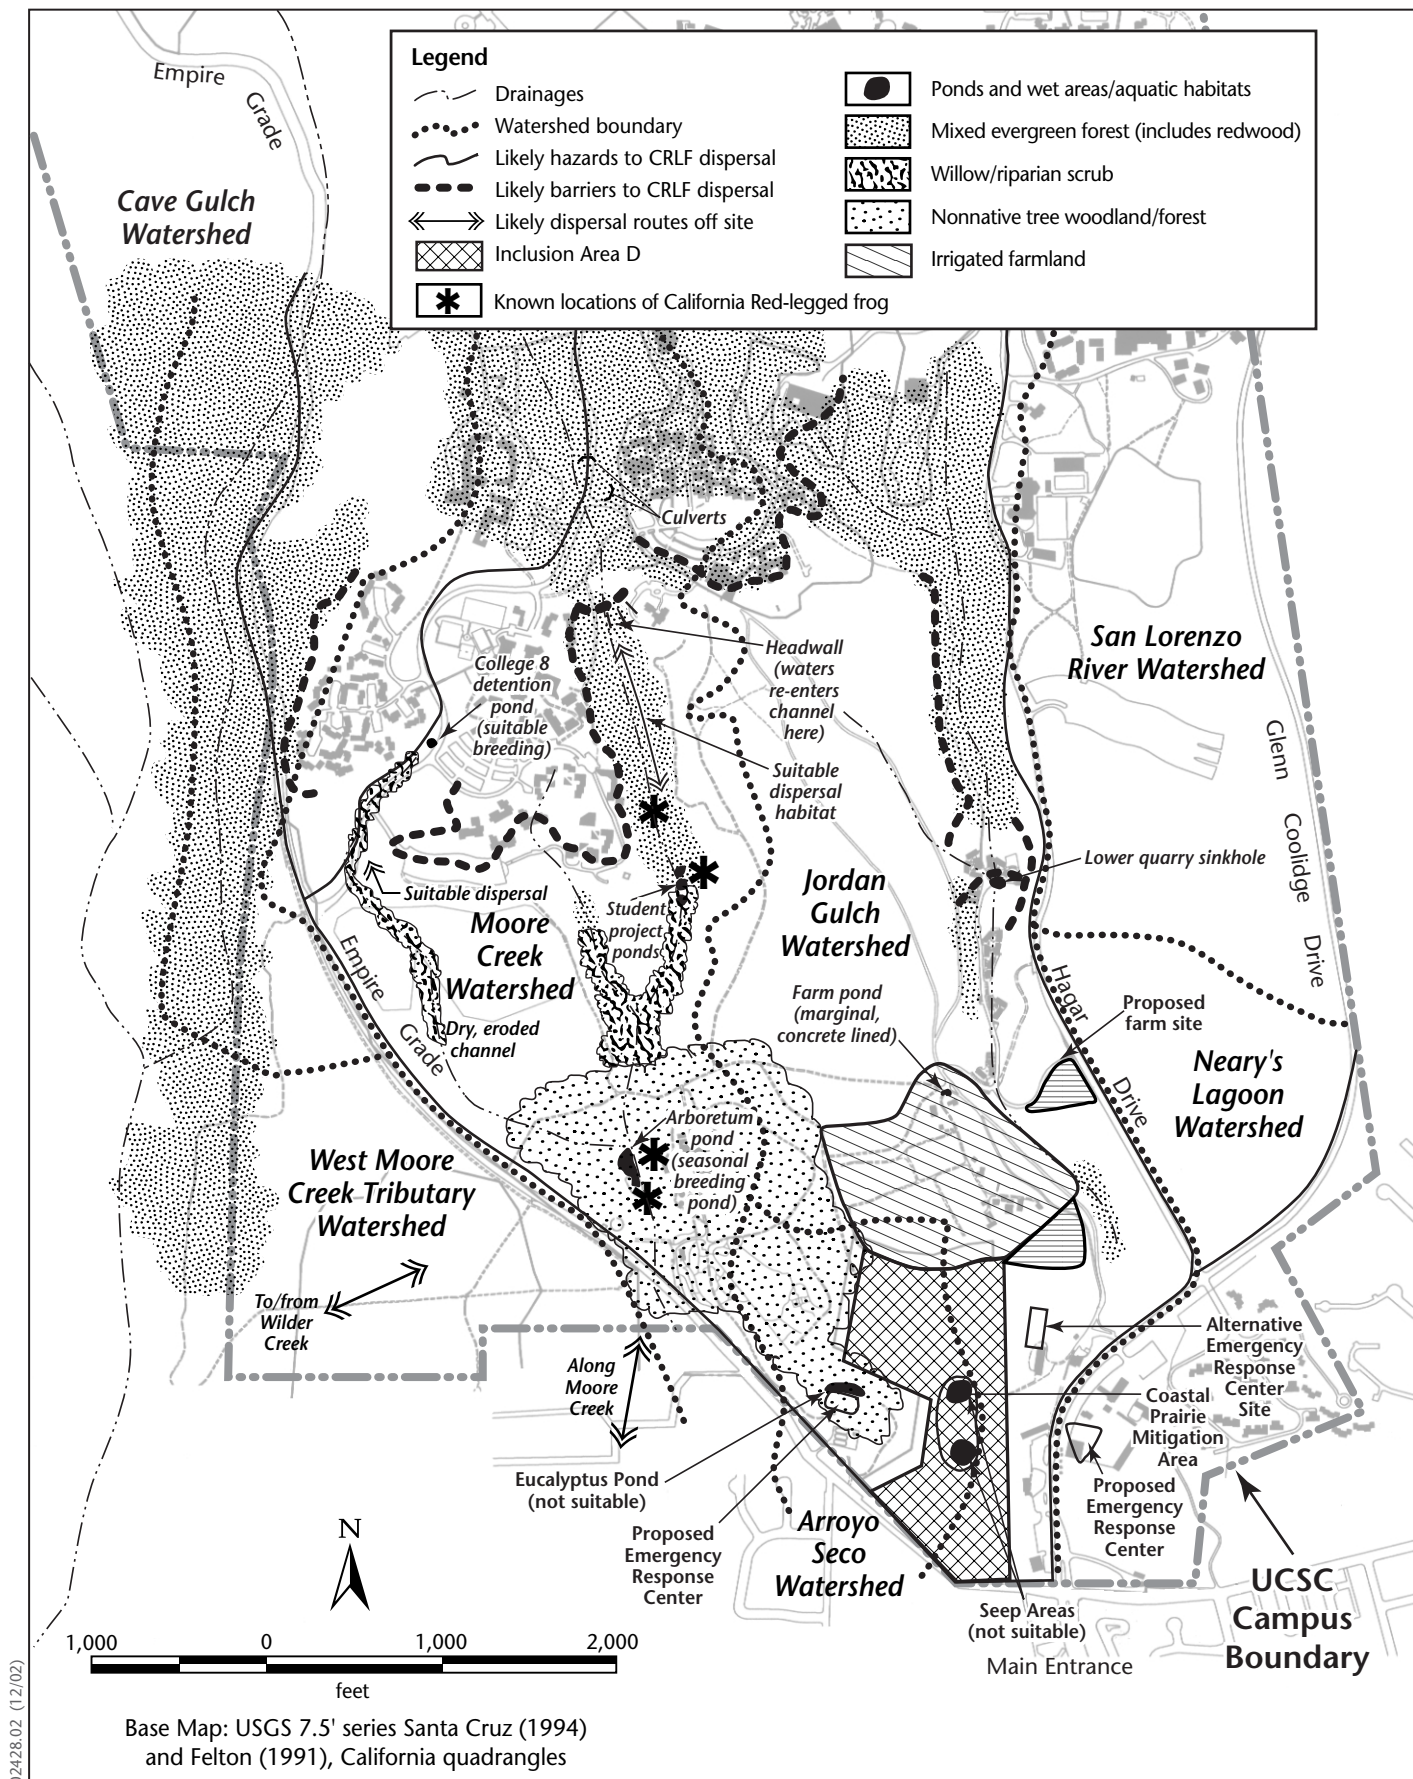 Empire
Grade
Legend
Drainages
Watershed boundary
Likely hazards to CRLF dispersal
Likely barriers to CRLF dispersal
Likely dispersal routes off site
Inclusion Area D
Known locations of California Red-legged frog
Ponds and wet areas/aquatic habitats
Mixed evergreen forest (includes redwood)
Willow/riparian scrub
Nonnative tree woodland/forest
Irrigated farmland
Cave Gulch
Watershed
Culverts
Headwall
(waters
re-enters
channel
here)
San Lorenzo
River Watershed
College 8
detention
pond
(suitable
breeding)
Suitable
dispersal
habitat
Glenn
Coolidge
Drive
Lower quarry sinkhole
Suitable dispersal
Jordan
Gulch
Watershed
Student
project
ponds
Moore
Creek
Watershed
Empire
Grade
Dry, eroded
channel
Farm pond
(marginal,
concrete lined)
Hagar
Drive
Proposed
farm site
Neary's
Lagoon
Watershed
Arboretum
pond
(seasonal
breeding
pond)
West Moore
Creek Tributary
Watershed
To/from
Wilder
Creek
Along
Moore
Creek
Alternative
Emergency
Response
Center
Site
Coastal
Prairie
Mitigation
Area
Eucalyptus Pond
(not suitable)
Proposed
Emergency
Response
Center
Proposed
Emergency
Response
Center
Arroyo
Seco
Watershed
Seep Areas
(not suitable)
Main Entrance
UCSC
Campus
Boundary
N
1,000 0 1,000 2,000
feet
Base Map: USGS 7.5' series Santa Cruz (1994)
and Felton (1991), California quadrangles
02428.02 (12/02)